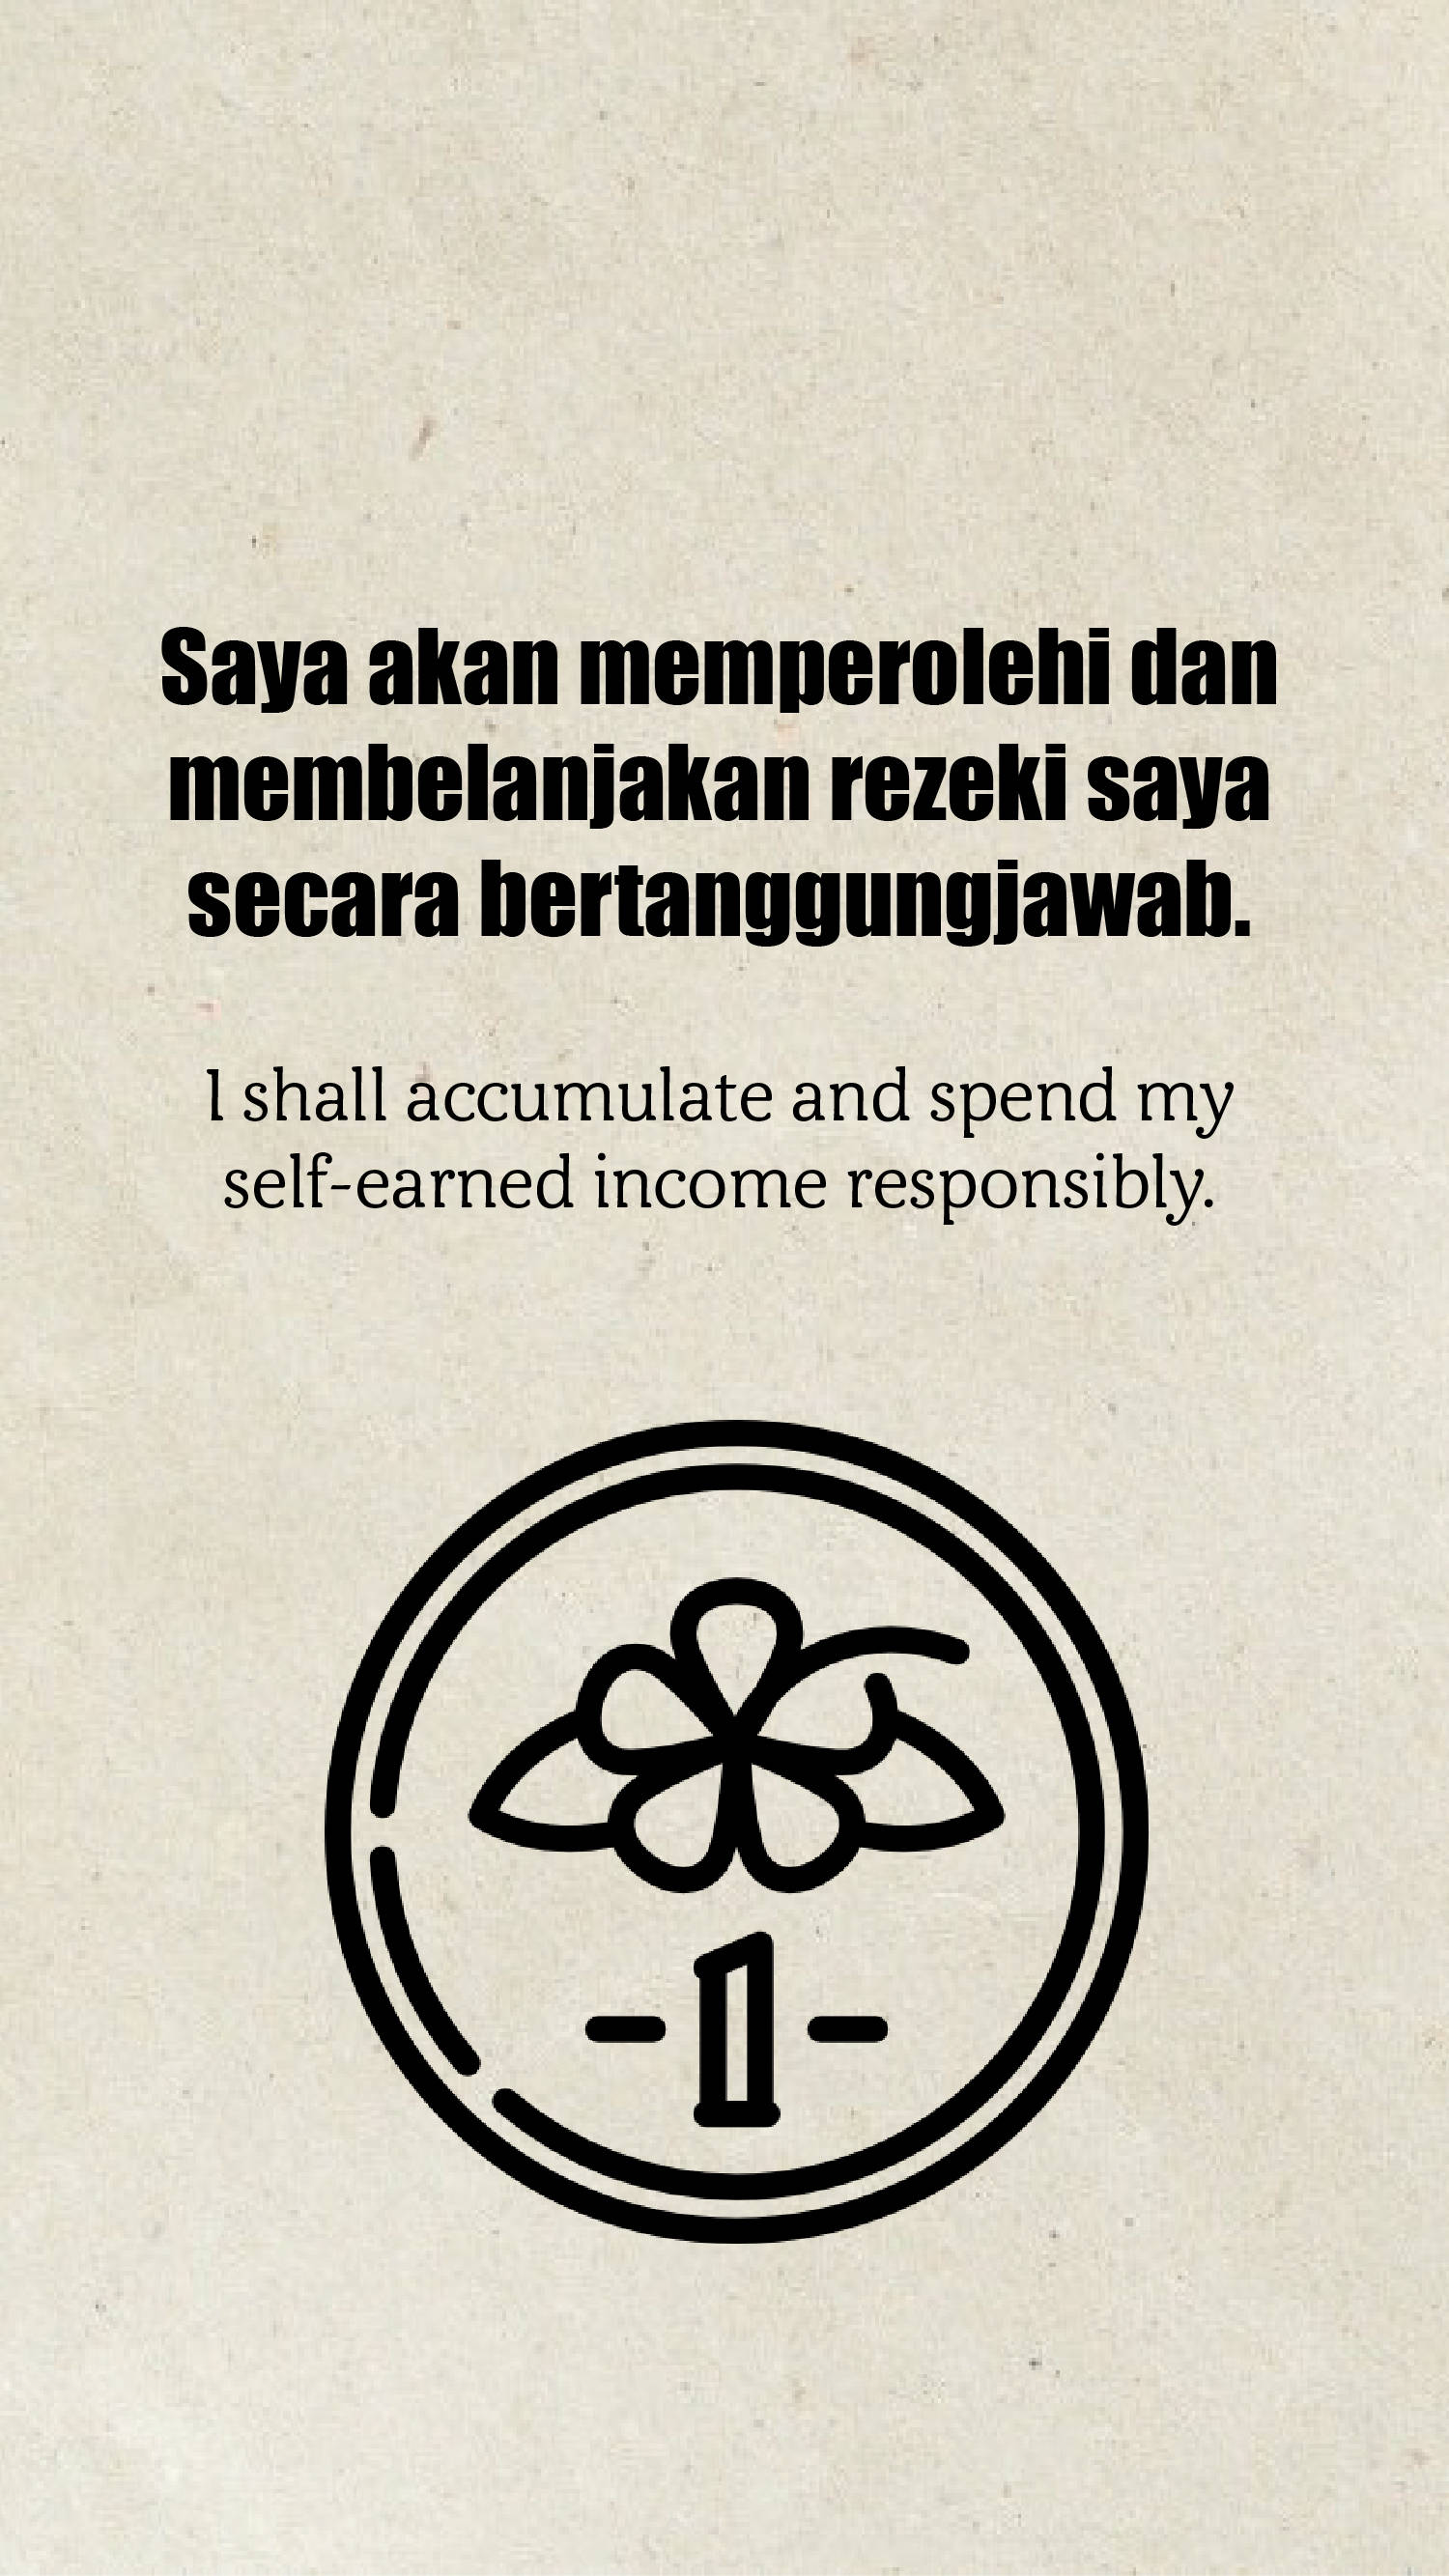 Saya akan memperolehi dan
membelanjakan rezeki saya
secara bertanggungjawab.
I shall accumulate and spend my
self-earned income responsibly.
- 1 -